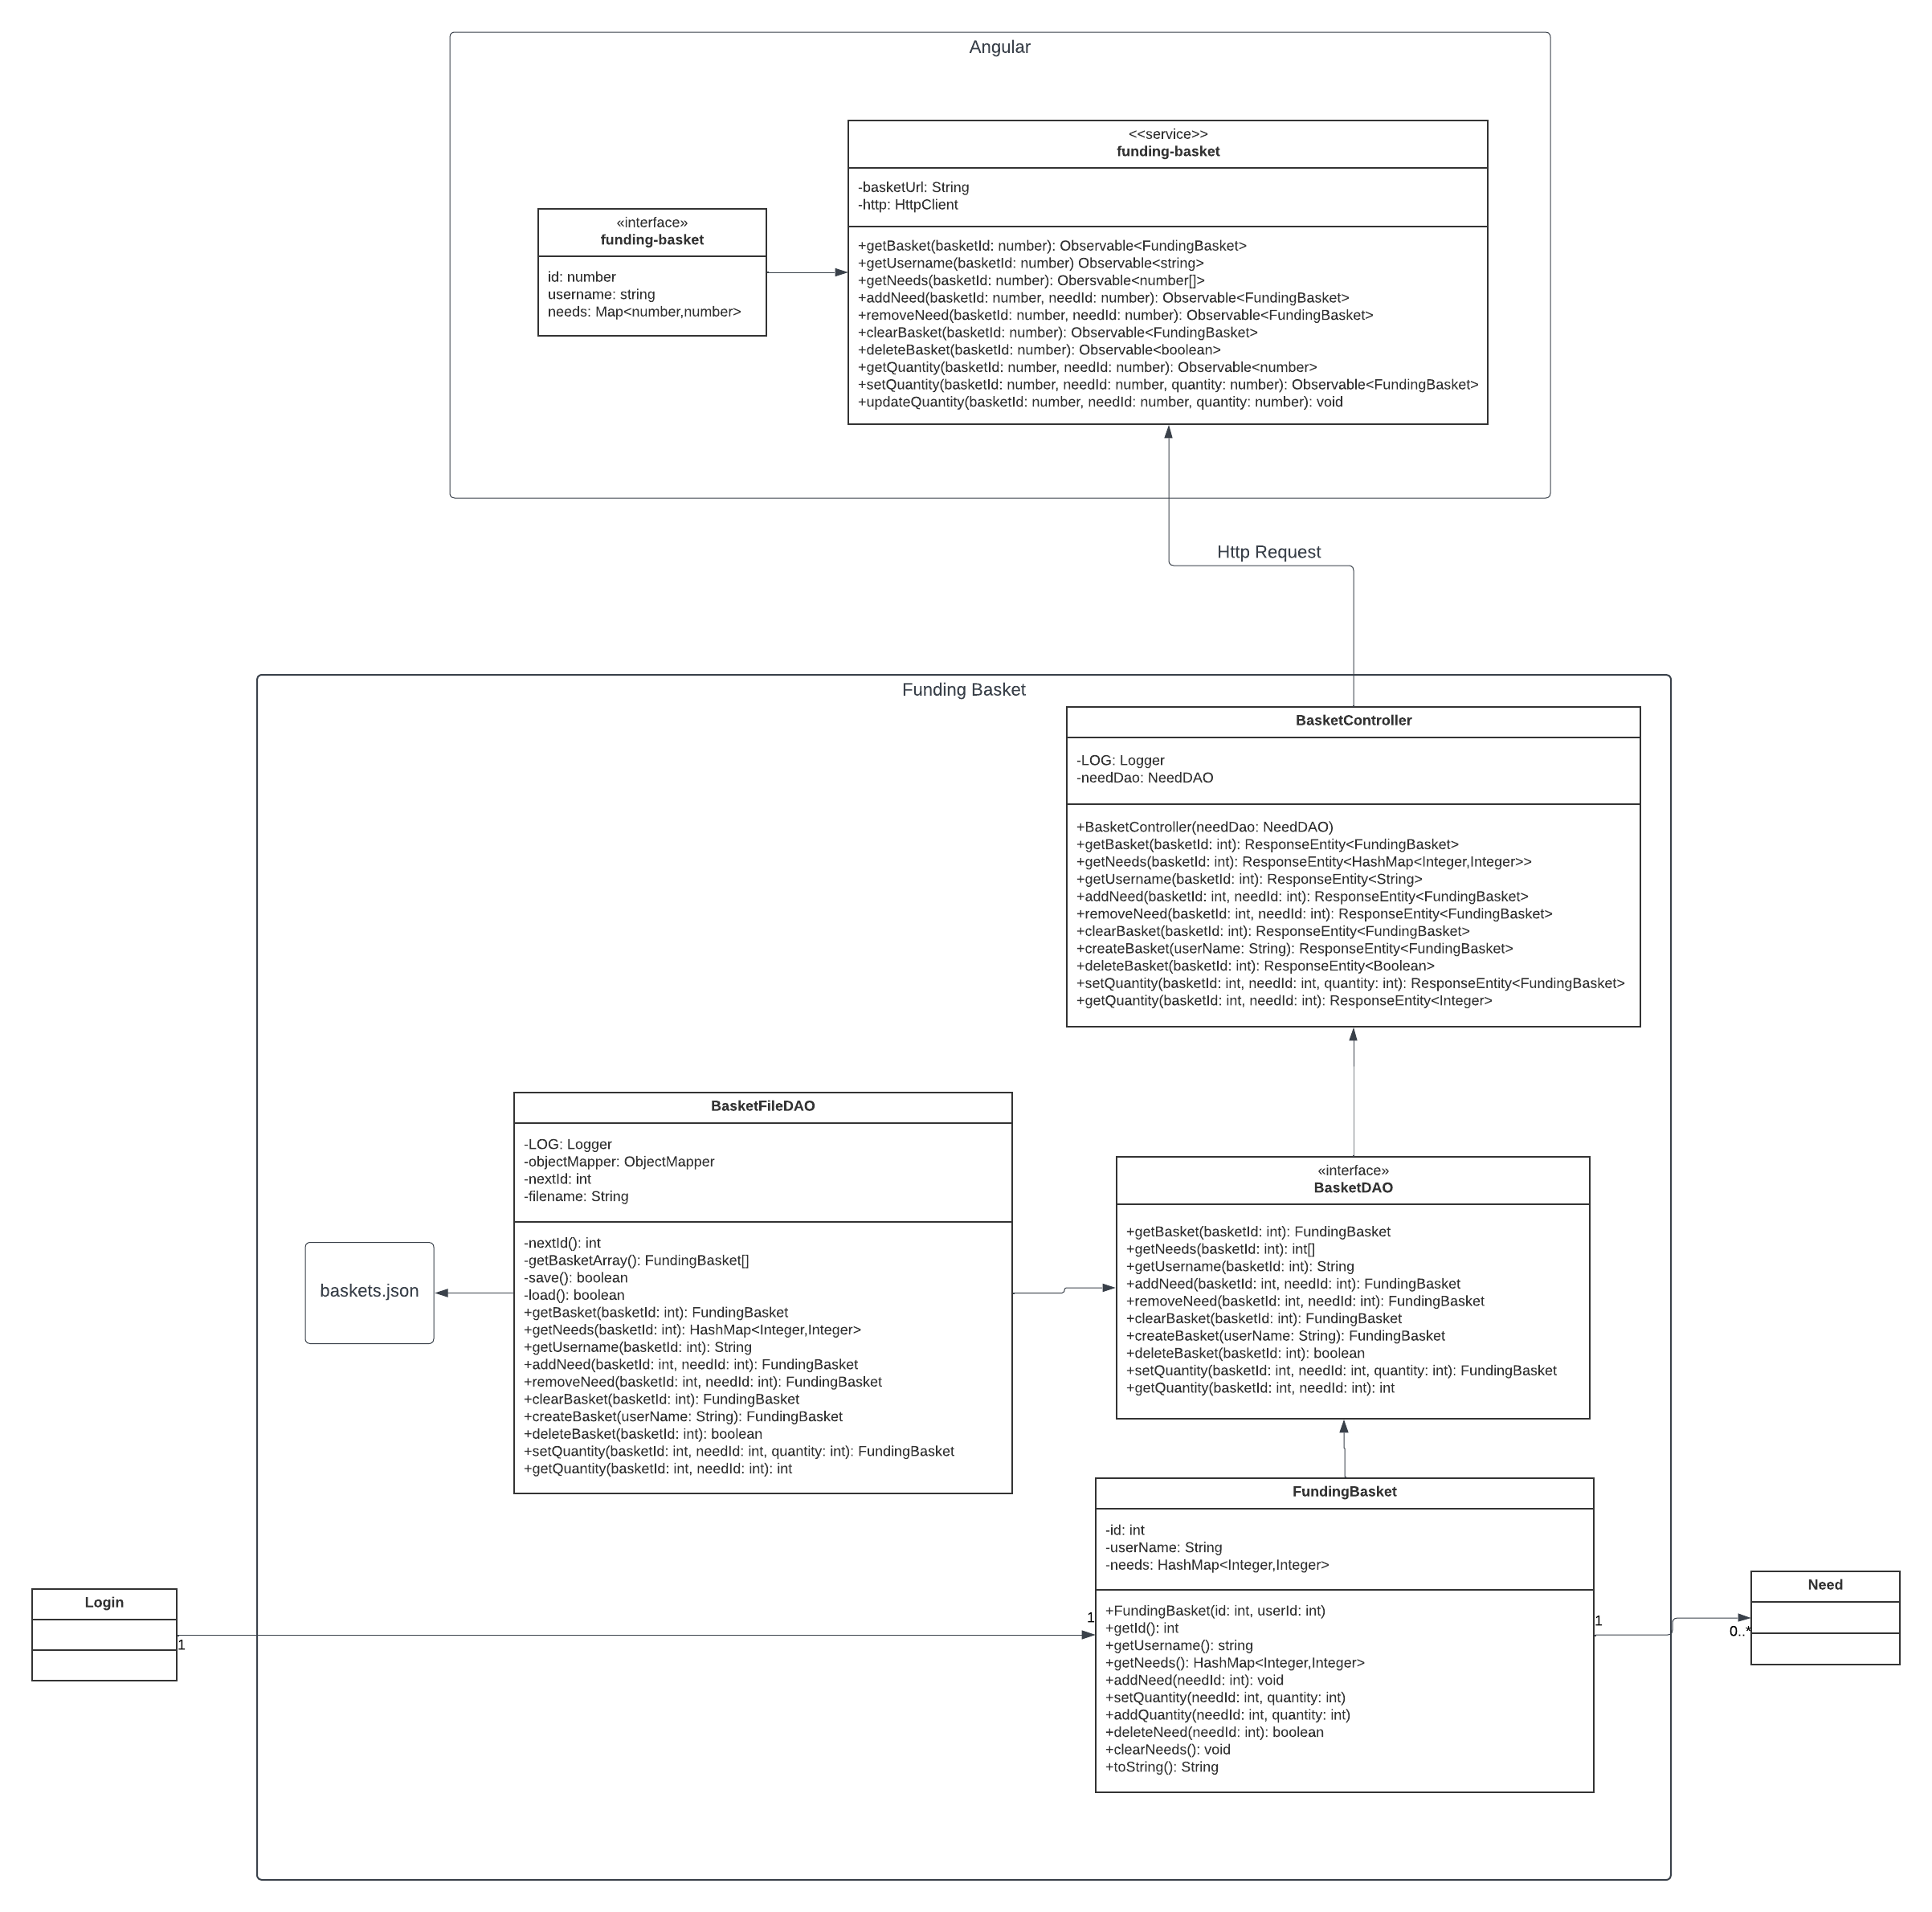 Angular
<<service>>
funding-basket
-basketUrl: String
-http: HttpClient
+getBasket(basketId: number): Observable<FundingBasket>
+getUsername(basketId: number) Observable<string>
+getNeeds(basketId: number): Obersvable<number[]>
+addNeed(basketId: number, needId: number): Observable<FundingBasket>
+removeNeed(basketId: number, needId: number): Observable<FundingBasket>
+clearBasket(basketId: number): Observable<FundingBasket>
+deleteBasket(basketId: number): Observable<boolean>
+getQuantity(basketId: number, needId: number): Observable<number>
+setQuantity(basketId: number, needId: number, quantity: number): Observable<FundingBasket>
+updateQuantity(basketId: number, needId: number, quantity: number): void
«interface»
funding-basket
id: number
username: string
needs: Map<number,number>
Http Request
Funding Basket
BasketController
-LOG: Logger
-needDao: NeedDAO
+BasketController(needDao: NeedDAO)
+getBasket(basketId: int): ResponseEntity<FundingBasket>
+getNeeds(basketId: int): ResponseEntity<HashMap<Integer,Integer>>
+getUsername(basketId: int): ResponseEntity<String>
+addNeed(basketId: int, needId: int): ResponseEntity<FundingBasket>
+removeNeed(basketId: int, needId: int): ResponseEntity<FundingBasket>
+clearBasket(basketId: int): ResponseEntity<FundingBasket>
+createBasket(userName: String): ResponseEntity<FundingBasket>
+deleteBasket(basketId: int): ResponseEntity<Boolean>
+setQuantity(basketId: int, needId: int, quantity: int): ResponseEntity<FundingBasket>
+getQuantity(basketId: int, needId: int): ResponseEntity<Integer>
BasketFileDAO
-LOG: Logger
-objectMapper: ObjectMapper
-nextId: int
-filename: String
-nextId(): int
-getBasketArray(): FundingBasket[]
-save(): boolean
-load(): boolean
+getBasket(basketId: int): FundingBasket
+getNeeds(basketId: int): HashMap<Integer,Integer>
+getUsername(basketId: int): String
+addNeed(basketId: int, needId: int): FundingBasket
+removeNeed(basketId: int, needId: int): FundingBasket
+clearBasket(basketId: int): FundingBasket
+createBasket(userName: String): FundingBasket
+deleteBasket(basketId: int): boolean
+setQuantity(basketId: int, needId: int, quantity: int): FundingBasket
+getQuantity(basketId: int, needId: int): int
baskets.json
«interface»
BasketDAO
+getBasket(basketId: int): FundingBasket
+getNeeds(basketId: int): int[]
+getUsername(basketId: int): String
+addNeed(basketId: int, needId: int): FundingBasket
+removeNeed(basketId: int, needId: int): FundingBasket
+clearBasket(basketId: int): FundingBasket
+createBasket(userName: String): FundingBasket
+deleteBasket(basketId: int): boolean
+setQuantity(basketId: int, needId: int, quantity: int): FundingBasket
+getQuantity(basketId: int, needId: int): int
FundingBasket
-id: int
-userName: String
-needs: HashMap<Integer,Integer>
+FundingBasket(id: int, userId: int)
+getId(): int
+getUsername(): string
+getNeeds(): HashMap<Integer,Integer>
+addNeed(needId: int): void
+setQuantity(needId: int, quantity: int)
+addQuantity(needId: int, quantity: int)
+deleteNeed(needId: int): boolean
+clearNeeds(): void
+toString(): String
Login
1
1
1
0..*
Need